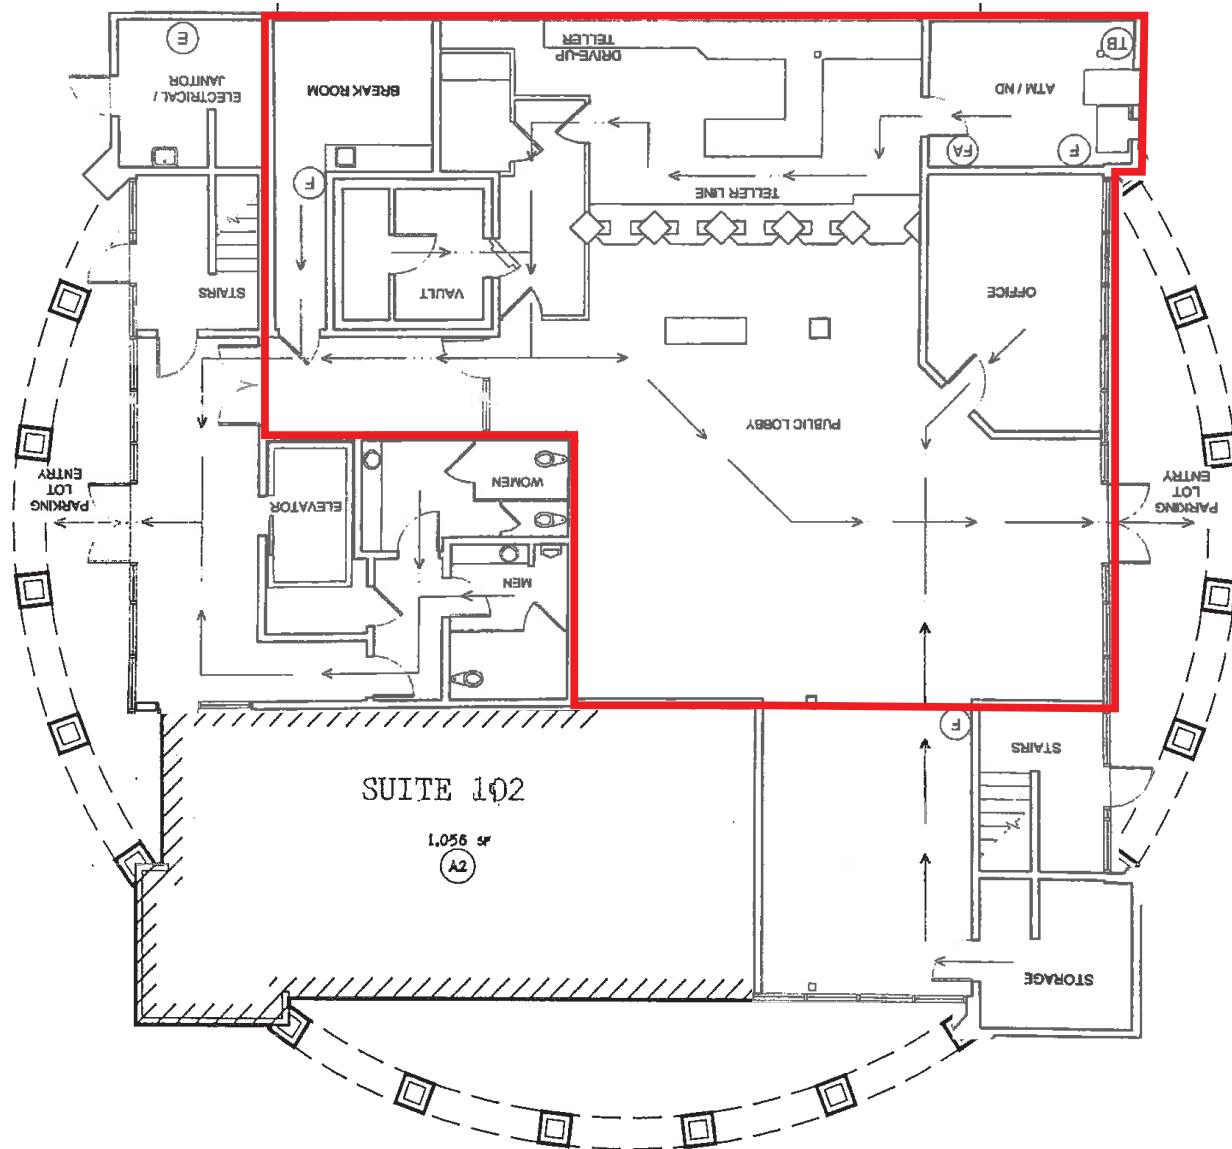 E
ELECTRICAL /
JANITOR
BREAK ROOM
DRIVE-UP
TELLER
ATM / ND
TB
F
FA
F
TELLER LINE
STAIRS
VAULT
OFFICE
PUBLIC LOBBY
PARKING
LOT
ENTRY
ELEVATOR
WOMEN
MEN
PARKING
LOT
ENTRY
F
STAIRS
SUITE 102
1,056 SF
A2
STORAGE